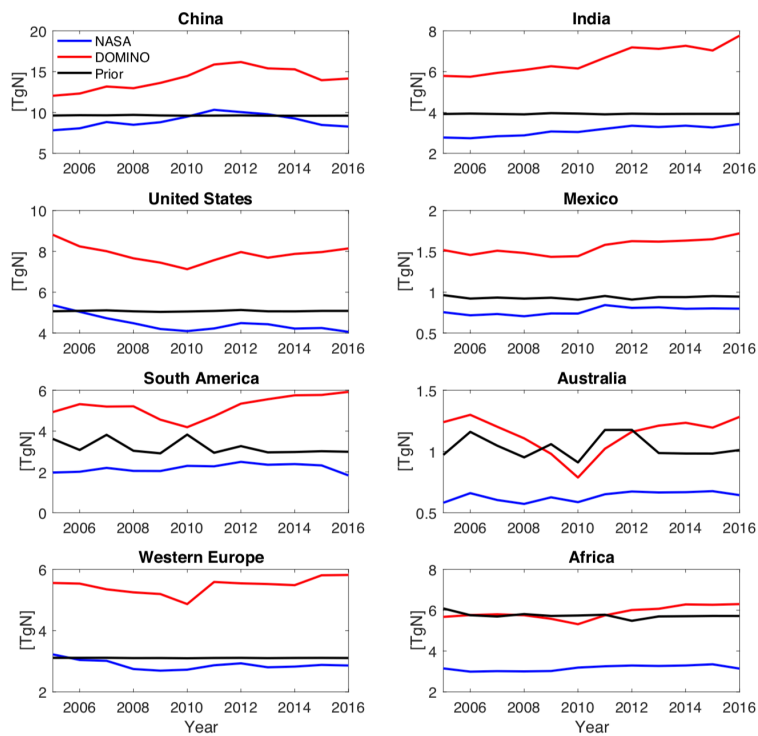 China
India
20
15
10
5
[TgN]
NASA
DOMINO
Prior
2006 2008 2010 2012 2014 2016
8
6
4
2
[TgN]
2006 2008 2010 2012 2014 2016
United States
Mexico
10
8
6
4
[TgN]
2006 2008 2010 2012 2014 2016
2
1.5
1
0.5
[TgN]
2006 2008 2010 2012 2014 2016
South America
Australia
6
4
2
0
[TgN]
2006 2008 2010 2012 2014 2016
1.5
1
0.5
[TgN]
2006 2008 2010 2012 2014 2016
Western Europe
Africa
6
4
2
[TgN]
2006 2008 2010 2012 2014 2016
Year
8
6
4
2
[TgN]
2006 2008 2010 2012 2014 2016
Year